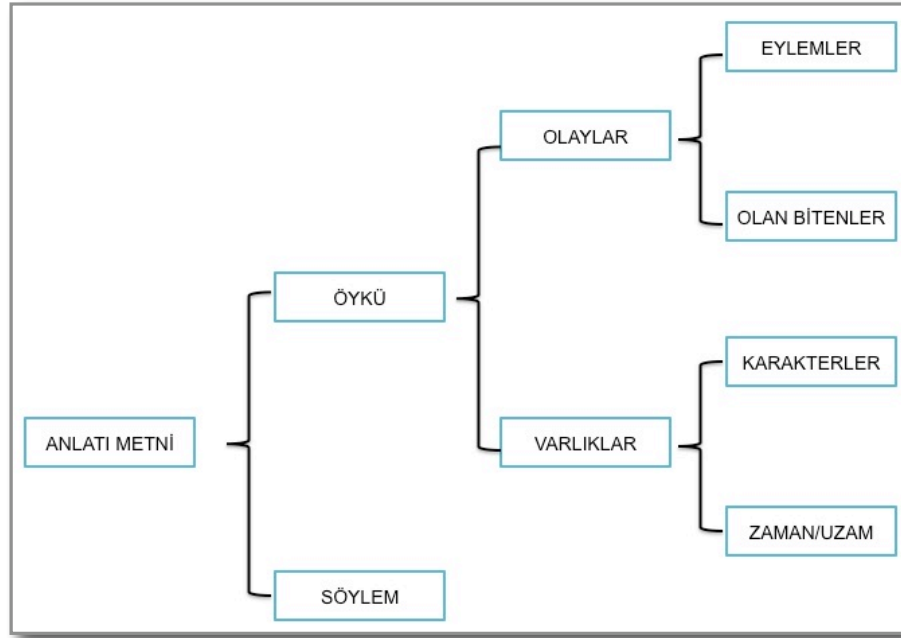 EYLEMLER
OLAYLAR
OLAN BİTENLER
ÖYKÜ
KARAKTERLER
ANLATI METNİ
VARLIKLAR
ZAMAN/UZAM
SÖYLEM